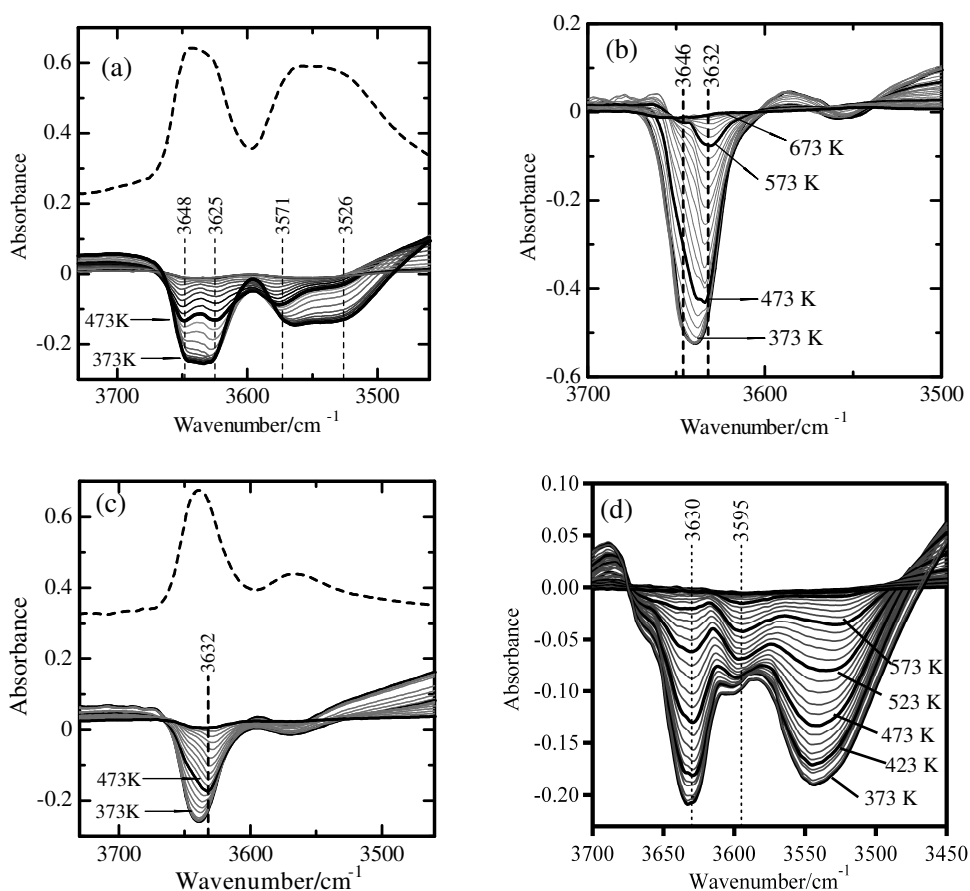 (a)
0.6
0.4
0.2
0
-0.2
Absorbance
3648
3625
3571
3526
473K
373K
3700
3600
3500
Wavenumber/cm -1
(b)
0.2
0
-0.2
-0.4
-0.6
Absorbance
3646
3632
673 K
573 K
473 K
373 K
3700
3600
3500
Wavenumber/cm -1
(c)
0.6
0.4
0.2
0
-0.2
Absorbance
3632
473K
373K
3700
3600
3500
Wavenumber/cm-1
(d)
0.10
0.05
0.00
-0.05
-0.10
-0.15
-0.20
Absorbance
3630
3595
573 K
523 K
473 K
423 K
373 K
3700
3650
3600
3550
3500
3450
Wavenumber/cm-1